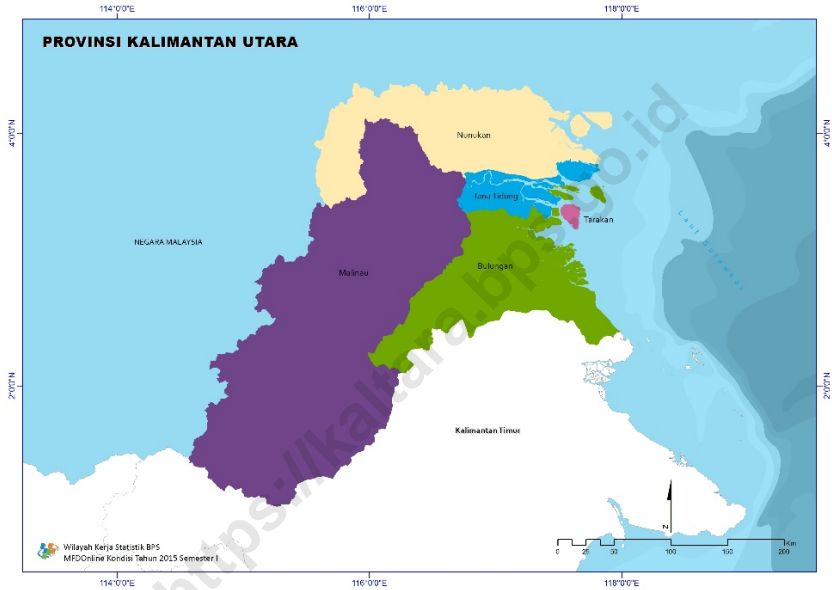 114°0'0"E 116°0'0"E 118°0'0"E
PROVINSI KALIMANTAN UTARA
4°0'0"N 4°0'0"N
Nunukan
Tana Tidung
Tarakan
Laut Sulawesi
NEGARA MALAYSIA
Malinau
Bulungan
2°0'0"N 2°0'0"N
Kalimantan Timur
https://kaltara.bps.go.id
N
Wilayah Kerja Statistik BPS
MFDOnline Kondisi Tahun 2015 Semester I
Km
0 25 50 100 150 200
114°0'0"E 116°0'0"E 118°0'0"E